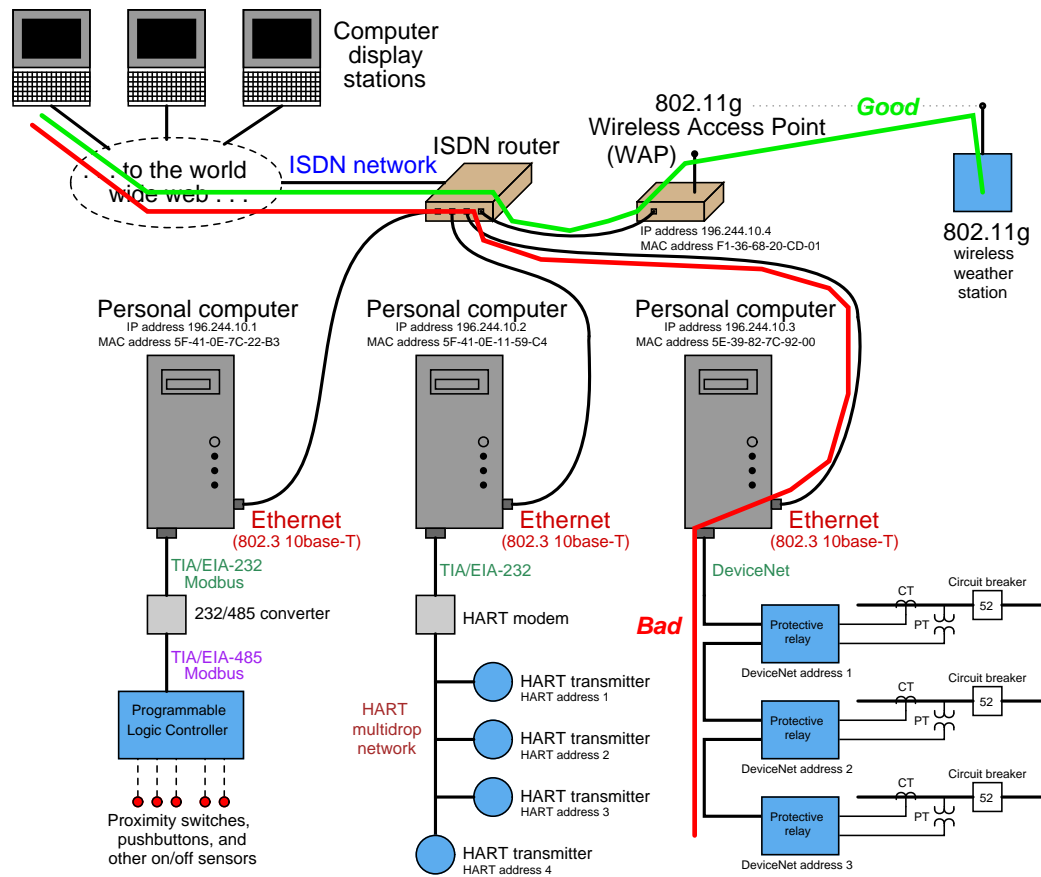 Computer
display
stations
. . . to the world
wide web . . .
ISDN network
ISDN router
802.11g
Wireless Access Point
(WAP)
Good
IP address 196.244.10.4
MAC address F1-36-68-20-CD-01
802.11g
wireless
weather
station
Personal computer
IP address 196.244.10.1
MAC address 5F-41-0E-7C-22-B3
Personal computer
IP address 196.244.10.2
MAC address 5F-41-0E-11-59-C4
Personal computer
IP address 196.244.10.3
MAC address 5E-39-82-7C-92-00
Ethernet
(802.3 10base-T)
Ethernet
(802.3 10base-T)
Ethernet
(802.3 10base-T)
TIA/EIA-232
Modbus
232/485 converter
TIA/EIA-485
Modbus
Programmable
Logic Controller
Proximity switches,
pushbuttons, and
other on/off sensors
TIA/EIA-232
HART modem
HART
multidrop
network
HART transmitter
HART address 1
HART transmitter
HART address 2
HART transmitter
HART address 3
HART transmitter
HART address 4
DeviceNet
Bad
Protective
relay
DeviceNet address 1
CT
PT
Circuit breaker
52
Protective
relay
DeviceNet address 2
CT
PT
Circuit breaker
52
Protective
relay
DeviceNet address 3
CT
PT
Circuit breaker
52